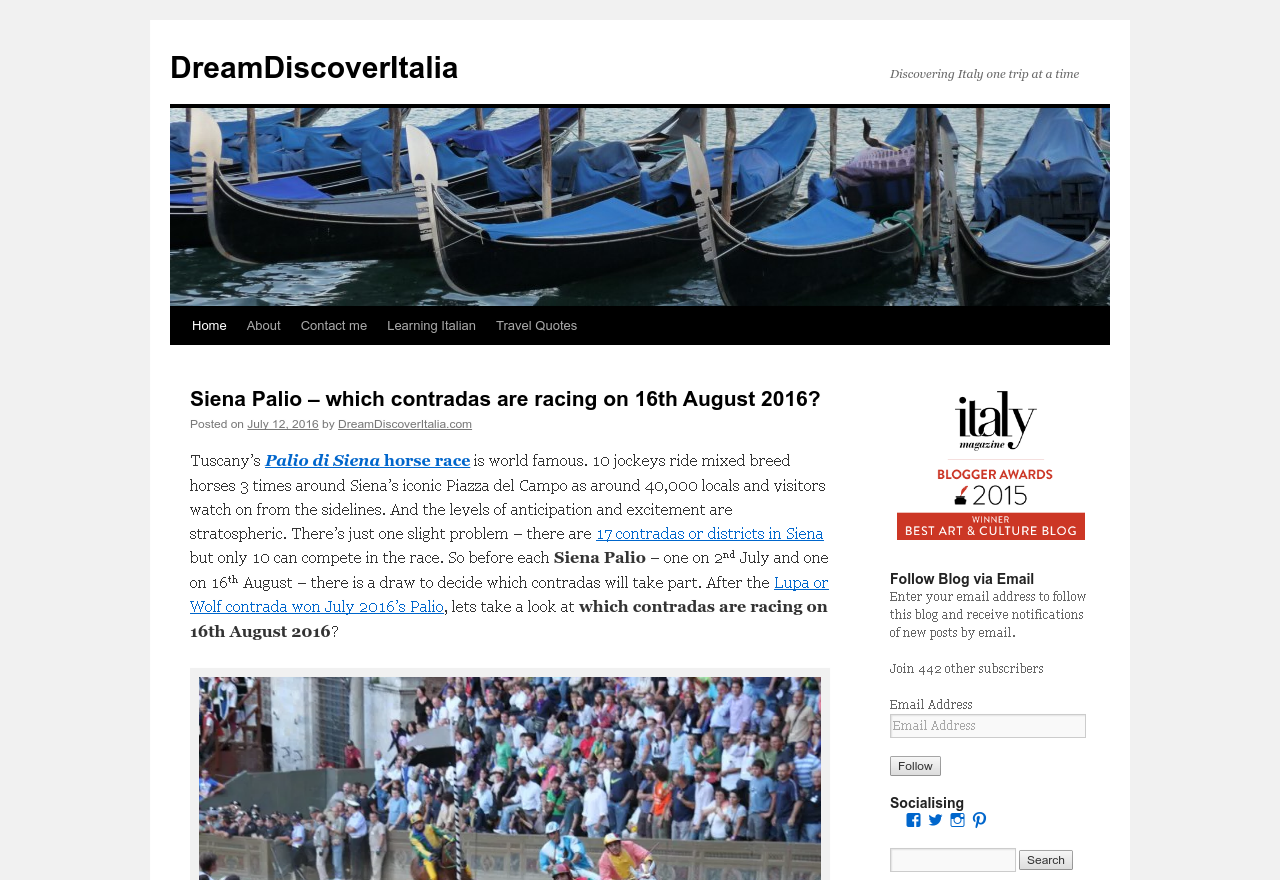 DreamDiscoverItalia
Discovering Italy one trip at a time
Home About Contact me Learning Italian Travel Quotes
Siena Palio – which contradas are racing on 16th August 2016?
Posted on July 12, 2016 by DreamDiscoverItalia.com
Tuscany's Palio di Siena horse race is world famous. 10 jockeys ride mixed breed
horses 3 times around Siena's iconic Piazza del Campo as around 40,000 locals and visitors
watch on from the sidelines. And the levels of anticipation and excitement are
stratospheric. There's just one slight problem – there are 17 contradas or districts in Siena
but only 10 can compete in the race. So before each Siena Palio – one on 2nd July and one
on 16th August – there is a draw to decide which contradas will take part. After the Lupa or
Wolf contrada won July 2016's Palio, lets take a look at which contradas are racing on
16th August 2016?
italy
magazine
BLOGGER AWARDS
2015
WINNER
BEST ART & CULTURE BLOG
Follow Blog via Email
Enter your email address to follow
this blog and receive notifications
of new posts by email.
Join 442 other subscribers
Email Address
Email Address
Follow
Socialising
Search